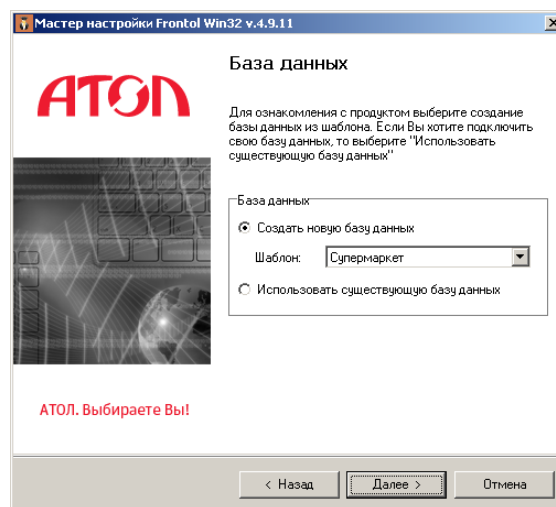 Мастер настройки Frontol Win32 v.4.9.11
АТОЛ
База данных
Для ознакомления с продуктом выберите создание
базы данных из шаблона. Если Вы хотите подключить
свою базу данных, то выберите "Использовать
существующую базу данных"
База данных
Создать новую базу данных
Шаблон: Супермаркет
Использовать существующую базу данных
АТОЛ. Выбираете Вы!
< Назад Далее > Отмена